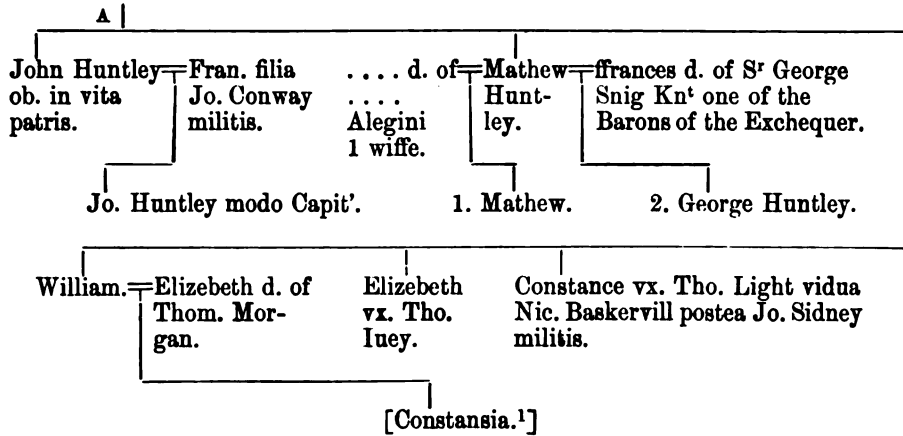 A
John Huntley Fran. filia .... d. of Mathew ffrances d. of Sʳ George
ob. in vita Jo. Conway .... Hunt- Snig Knᵗ one of the
patris. militis. Alegini ley. Barons of the Exchequer.
1 wiffe.
Jo. Huntley modo Capit'. 1. Mathew. 2. George Huntley.
William. Elizebeth d. of Elizebeth Constance vx. Tho. Light vidua
Thom. Mor- vx. Tho. Nic. Baskervill postea Jo. Sidney
gan. Iuey. militis.
[Constansia.¹]